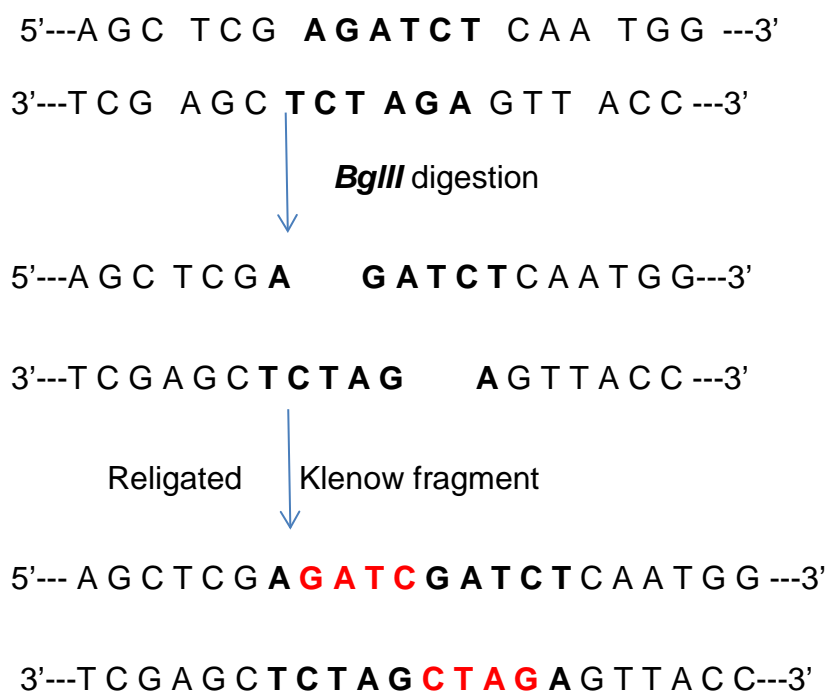 5’---A G C T C G A G A T C T C A A T G G ---3’
3’---T C G A G C T C T A G A G T T A C C ---3’
BglII digestion
5’---A G C T C G A G A T C T C A A T G G---3’
3’---T C G A G C T C T A G A G T T A C C ---3’
Religated Klenow fragment
5’--- A G C T C G A G A T C G A T C T C A A T G G ---3’
3’---T C G A G C T C T A G C T A G A G T T A C C---3’